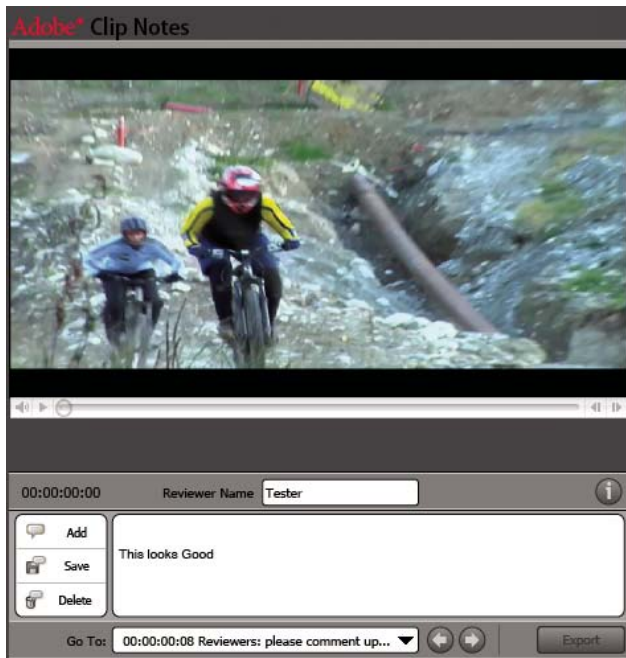 Adobe® Clip Notes
00:00:00:00 Reviewer Name Tester
Add
This looks Good
Save
Delete
Go To: 00:00:00:08 Reviewers: please comment up... Export